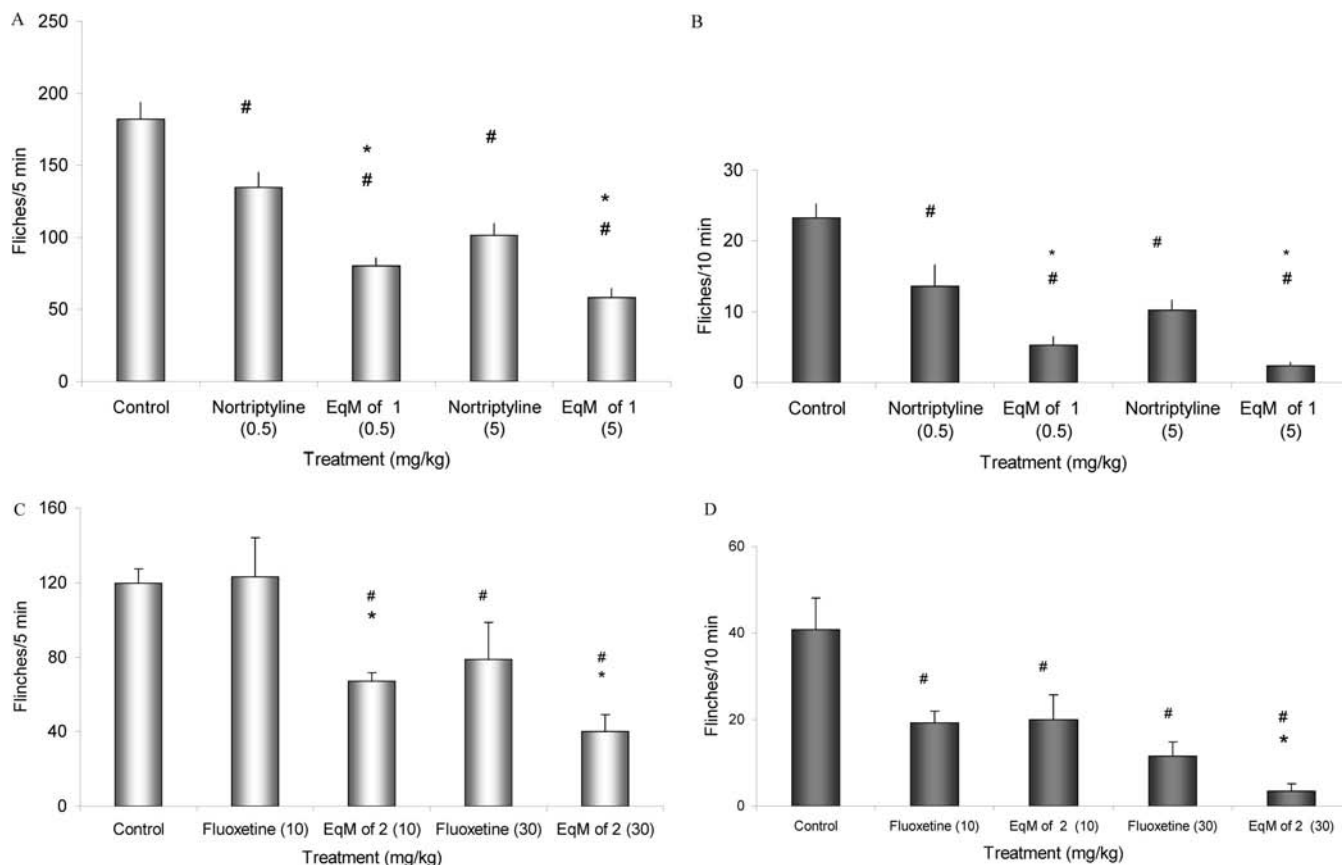 A
250
200
150
100
50
0
Fliches/5 min
#
*
#
#
*
#
Control Nortriptyline EqM of 1 Nortriptyline EqM of 1
(0.5) (0.5) (5) (5)
Treatment (mg/kg)
B
30
20
10
0
Fliches/10 min
#
*
#
#
*
#
Control Nortriptyline EqM of 1 Nortriptyline EqM of 1
(0.5) (0.5) (5) (5)
Treatment (mg/kg)
C
160
120
80
40
0
Flinches/5 min
#
*
#
#
*
Control Fluoxetine (10) EqM of 2 (10) Fluoxetine (30) EqM of 2 (30)
Treatment (mg/kg)
D
60
40
20
0
Flinches/10 min
#
#
#
#
*
Control Fluoxetine (10) EqM of 2 (10) Fluoxetine (30) EqM of 2 (30)
Treatment (mg/kg)